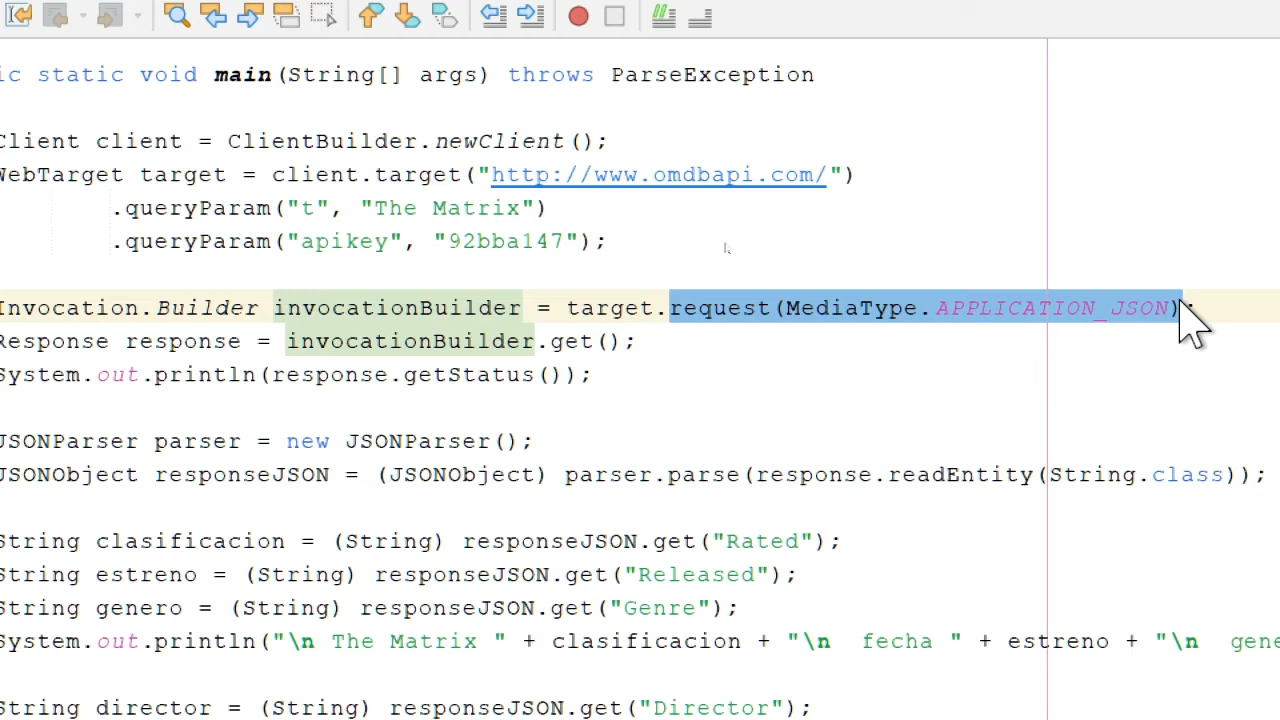 ic static void main(String[] args) throws ParseException
Client client = ClientBuilder.newClient();
WebTarget target = client.target("http://www.omdbapi.com/")
.queryParam("t", "The Matrix")
.queryParam("apikey", "92bba147");
Invocation.Builder invocationBuilder = target.request(MediaType.APPLICATION_JSON);
Response response = invocationBuilder.get();
System.out.println(response.getStatus());
JSONParser parser = new JSONParser();
JSONObject responseJSON = (JSONObject) parser.parse(response.readEntity(String.class));
String clasificacion = (String) responseJSON.get("Rated");
String estreno = (String) responseJSON.get("Released");
String genero = (String) responseJSON.get("Genre");
System.out.println("\n The Matrix " + clasificacion + "\n  fecha " + estreno + "\n  gene
String director = (String) responseJSON.get("Director");